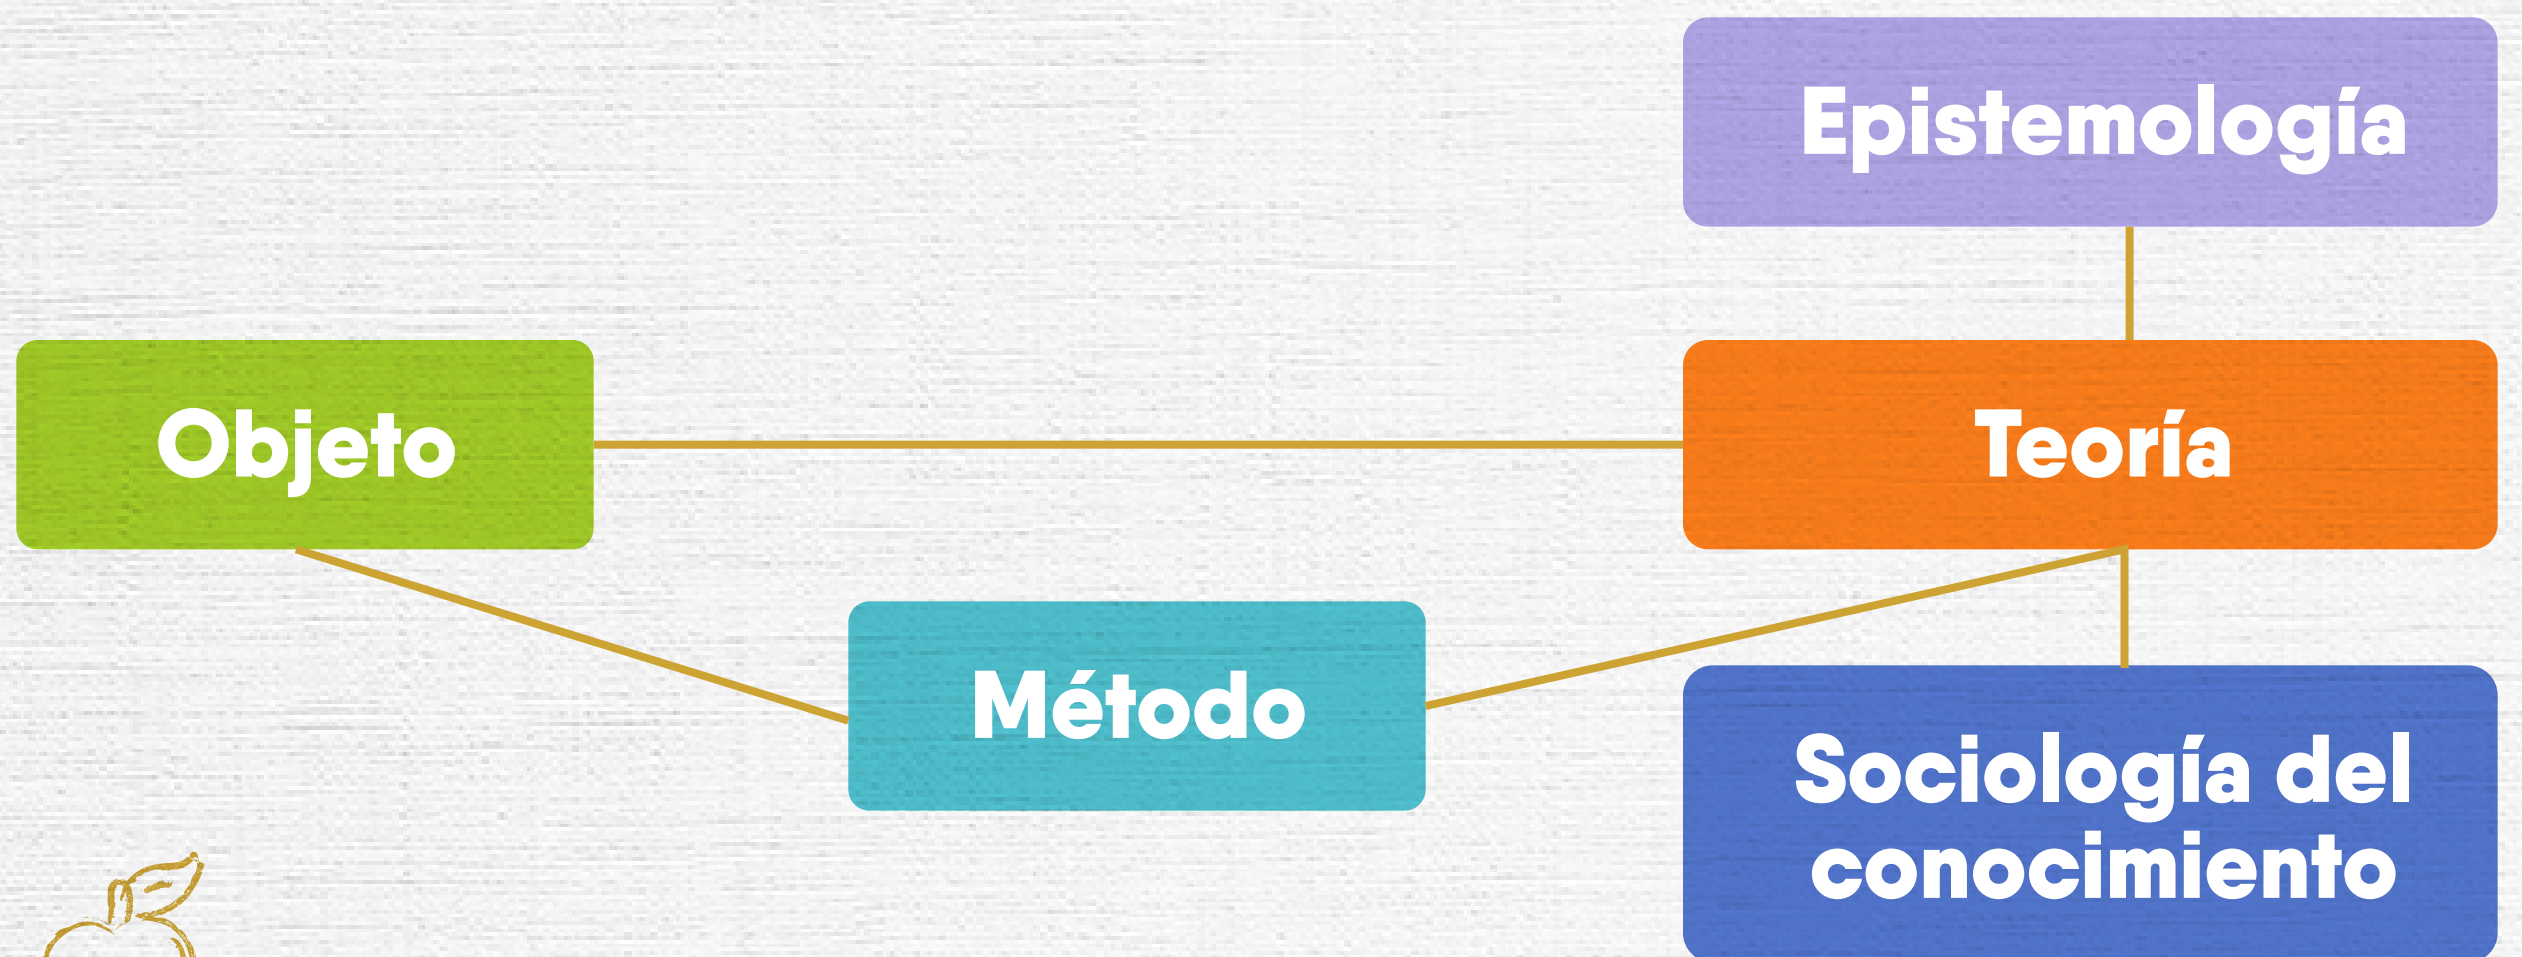 Epistemología
Objeto
Teoría
Método
Sociología del
conocimiento